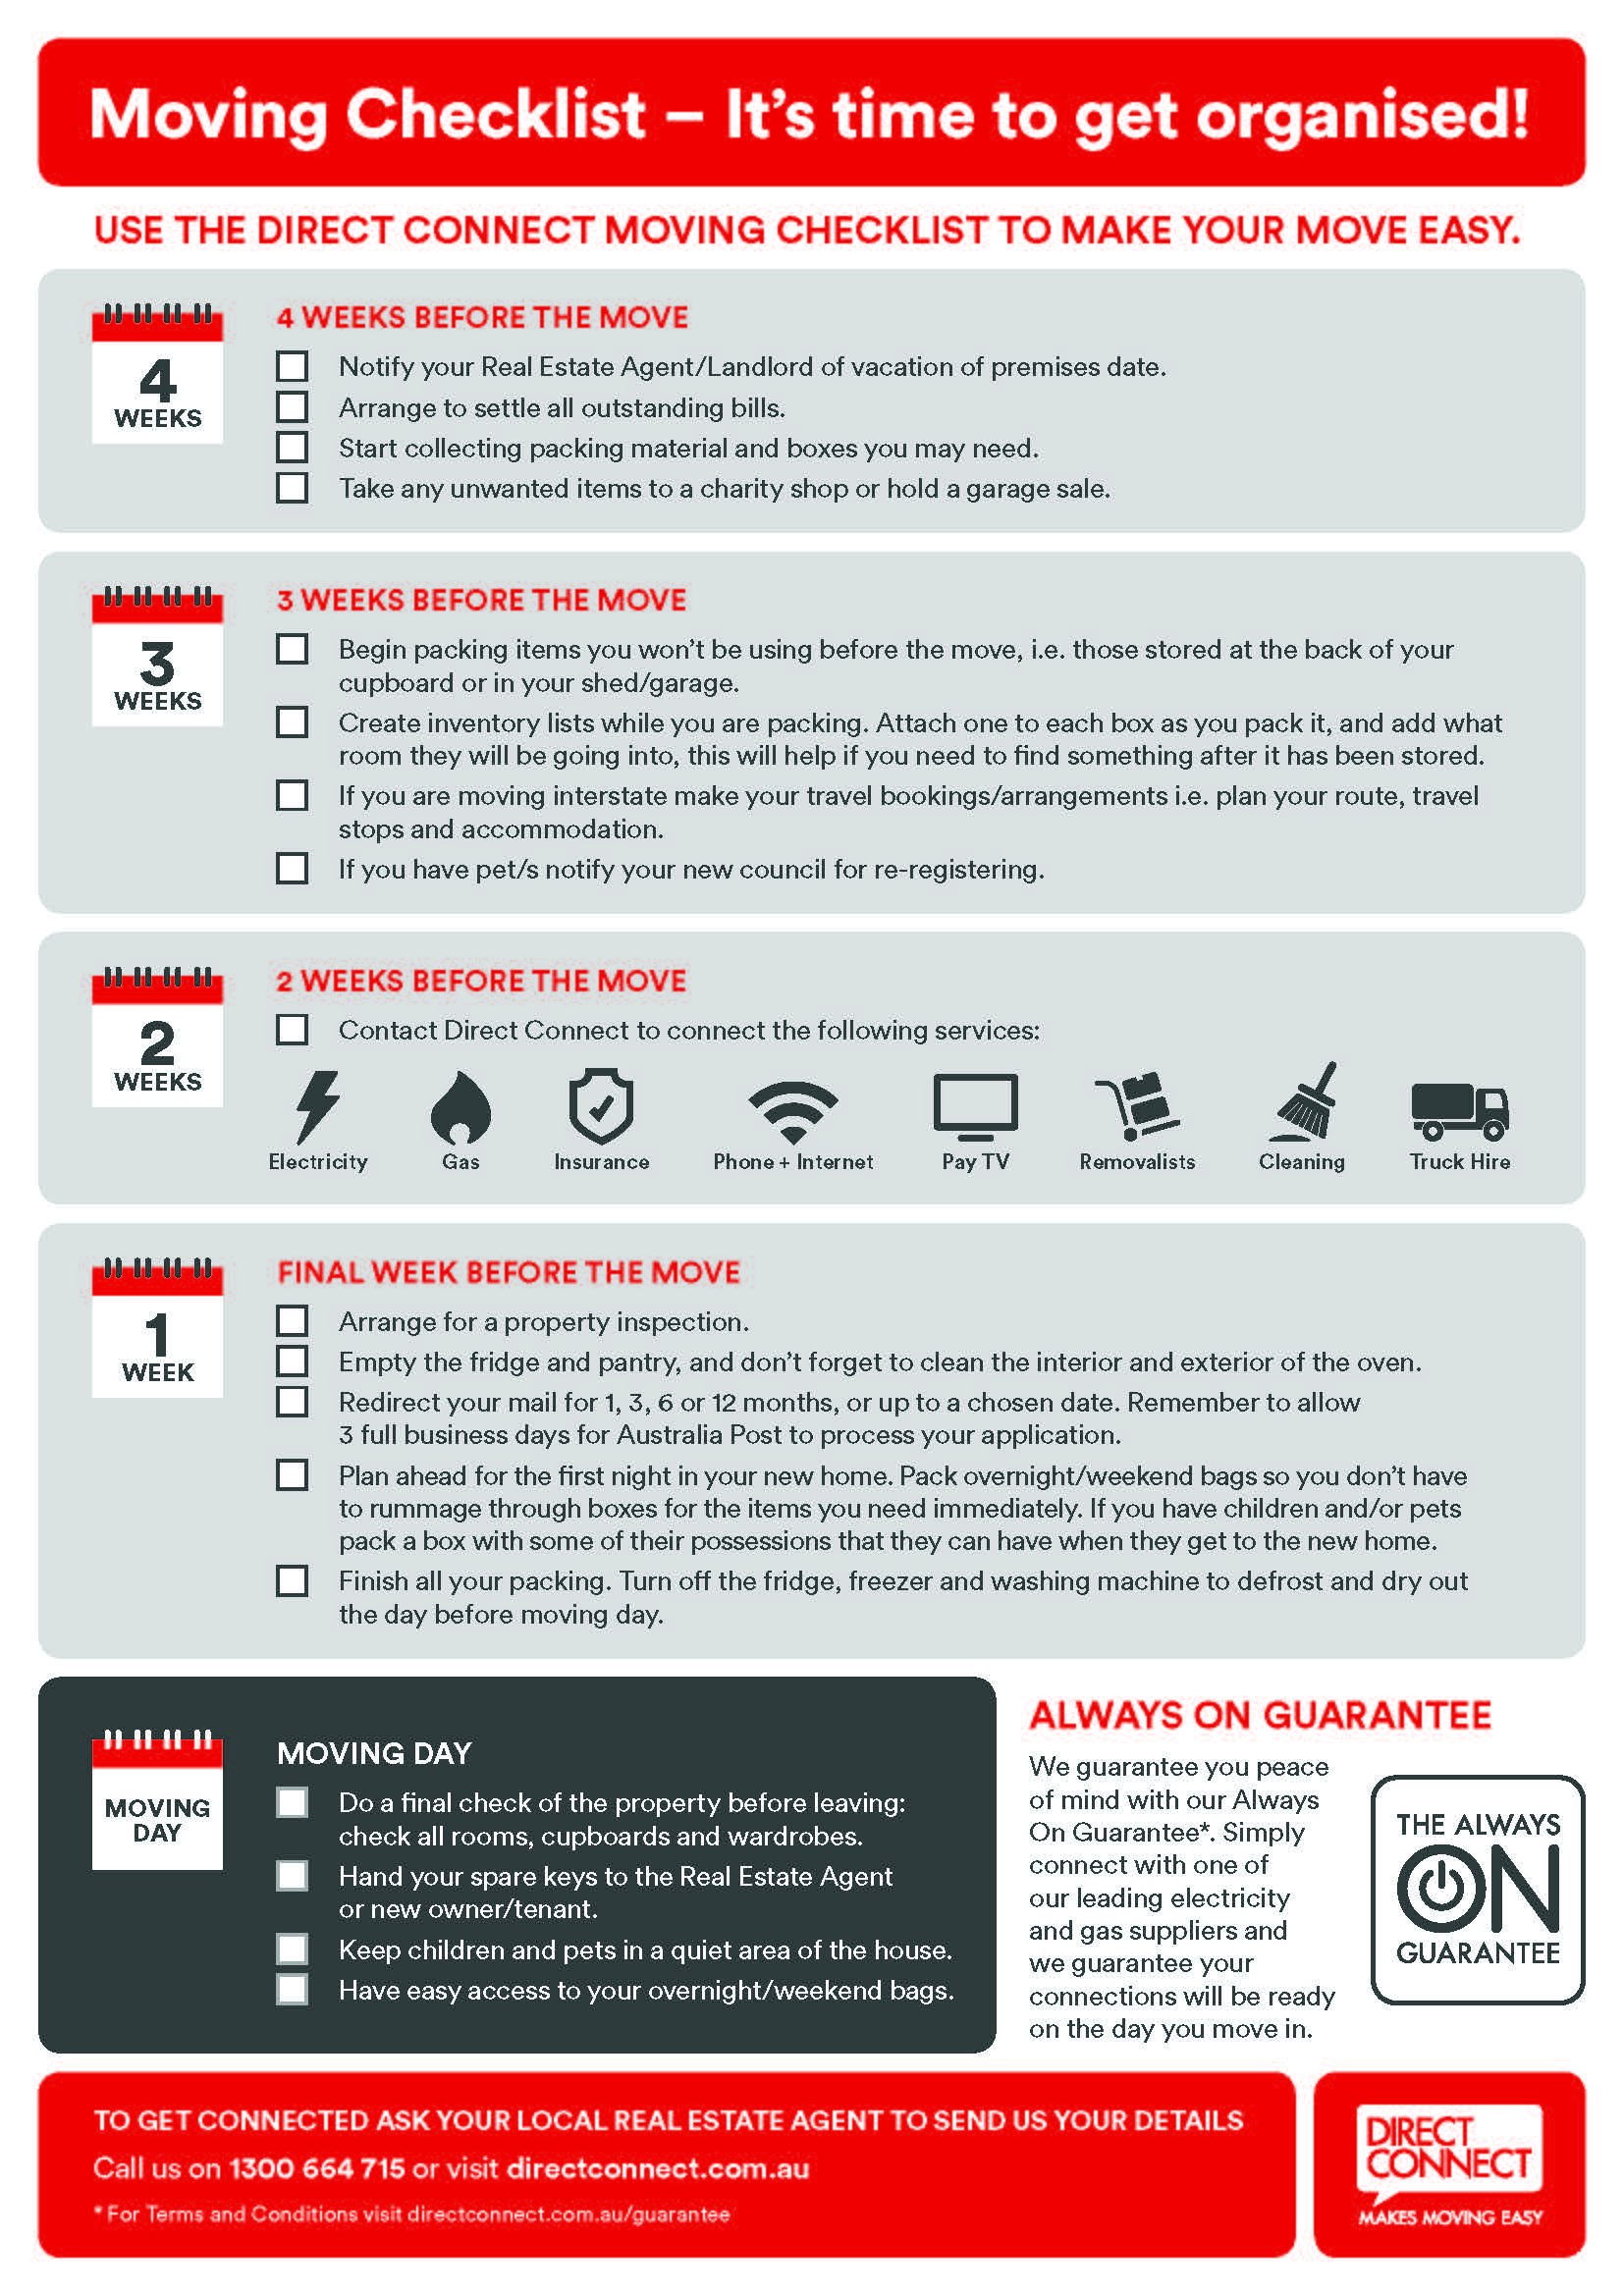 Moving Checklist – It's time to get organised!
USE THE DIRECT CONNECT MOVING CHECKLIST TO MAKE YOUR MOVE EASY.
4
WEEKS
4 WEEKS BEFORE THE MOVE
Notify your Real Estate Agent/Landlord of vacation of premises date.
Arrange to settle all outstanding bills.
Start collecting packing material and boxes you may need.
Take any unwanted items to a charity shop or hold a garage sale.
3
WEEKS
3 WEEKS BEFORE THE MOVE
Begin packing items you won't be using before the move, i.e. those stored at the back of your
cupboard or in your shed/garage.
Create inventory lists while you are packing. Attach one to each box as you pack it, and add what
room they will be going into, this will help if you need to find something after it has been stored.
If you are moving interstate make your travel bookings/arrangements i.e. plan your route, travel
stops and accommodation.
If you have pet/s notify your new council for re-registering.
2
WEEKS
2 WEEKS BEFORE THE MOVE
Contact Direct Connect to connect the following services:
Electricity Gas Insurance Phone + Internet Pay TV Removalists Cleaning Truck Hire
1
WEEK
FINAL WEEK BEFORE THE MOVE
Arrange for a property inspection.
Empty the fridge and pantry, and don't forget to clean the interior and exterior of the oven.
Redirect your mail for 1, 3, 6 or 12 months, or up to a chosen date. Remember to allow
3 full business days for Australia Post to process your application.
Plan ahead for the first night in your new home. Pack overnight/weekend bags so you don't have
to rummage through boxes for the items you need immediately. If you have children and/or pets
pack a box with some of their possessions that they can have when they get to the new home.
Finish all your packing. Turn off the fridge, freezer and washing machine to defrost and dry out
the day before moving day.
MOVING
DAY
MOVING DAY
Do a final check of the property before leaving:
check all rooms, cupboards and wardrobes.
Hand your spare keys to the Real Estate Agent
or new owner/tenant.
Keep children and pets in a quiet area of the house.
Have easy access to your overnight/weekend bags.
ALWAYS ON GUARANTEE
We guarantee you peace
of mind with our Always
On Guarantee*. Simply
connect with one of
our leading electricity
and gas suppliers and
we guarantee your
connections will be ready
on the day you move in.
THE ALWAYS
ON
GUARANTEE
TO GET CONNECTED ASK YOUR LOCAL REAL ESTATE AGENT TO SEND US YOUR DETAILS
Call us on 1300 664 715 or visit directconnect.com.au
* For Terms and Conditions visit directconnect.com.au/guarantee
DIRECT
CONNECT
MAKES MOVING EASY